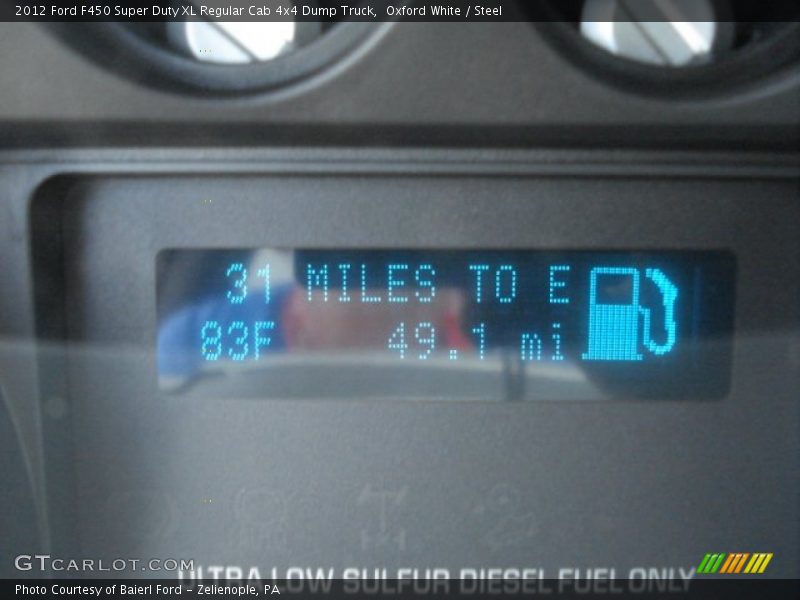 2012 Ford F450 Super Duty XL Regular Cab 4x4 Dump Truck, Oxford White / Steel
31 MILES TO E
83F 49.1 mi
GTCARLOT.COM
ULTRA LOW SULFUR DIESEL FUEL ONLY
Photo Courtesy of Baierl Ford - Zelienople, PA